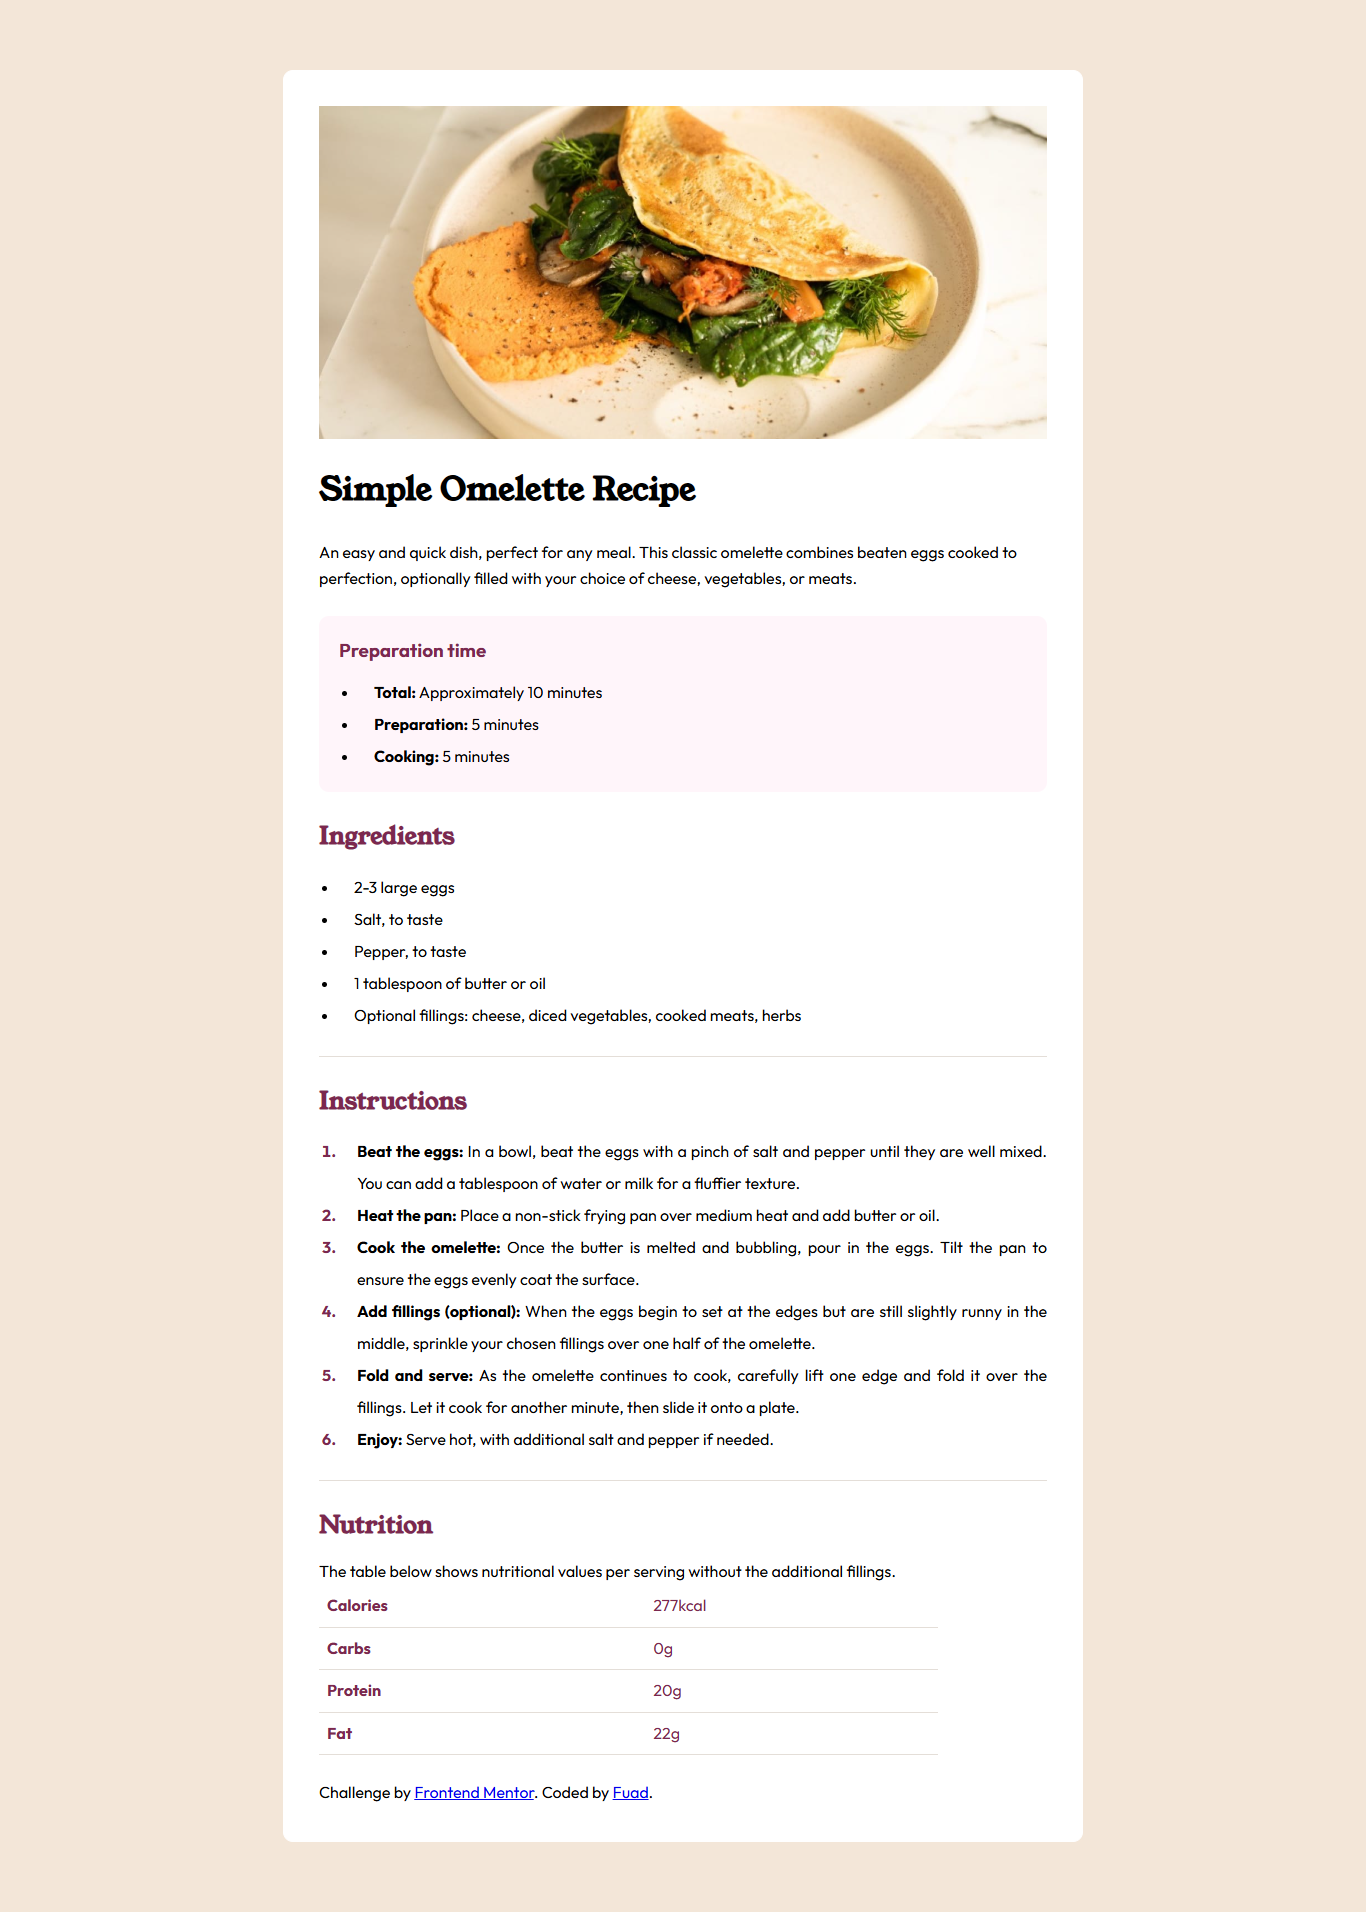 Simple Omelette Recipe
An easy and quick dish, perfect for any meal. This classic omelette combines beaten eggs cooked to
perfection, optionally filled with your choice of cheese, vegetables, or meats.
Preparation time
• Total: Approximately 10 minutes
• Preparation: 5 minutes
• Cooking: 5 minutes
Ingredients
• 2-3 large eggs
• Salt, to taste
• Pepper, to taste
• 1 tablespoon of butter or oil
• Optional fillings: cheese, diced vegetables, cooked meats, herbs
Instructions
1. Beat the eggs: In a bowl, beat the eggs with a pinch of salt and pepper until they are well mixed.
You can add a tablespoon of water or milk for a fluffier texture.
2. Heat the pan: Place a non-stick frying pan over medium heat and add butter or oil.
3. Cook the omelette: Once the butter is melted and bubbling, pour in the eggs. Tilt the pan to
ensure the eggs evenly coat the surface.
4. Add fillings (optional): When the eggs begin to set at the edges but are still slightly runny in the
middle, sprinkle your chosen fillings over one half of the omelette.
5. Fold and serve: As the omelette continues to cook, carefully lift one edge and fold it over the
fillings. Let it cook for another minute, then slide it onto a plate.
6. Enjoy: Serve hot, with additional salt and pepper if needed.
Nutrition
The table below shows nutritional values per serving without the additional fillings.
Calories 277kcal
Carbs 0g
Protein 20g
Fat 22g
Challenge by Frontend Mentor. Coded by Fuad.